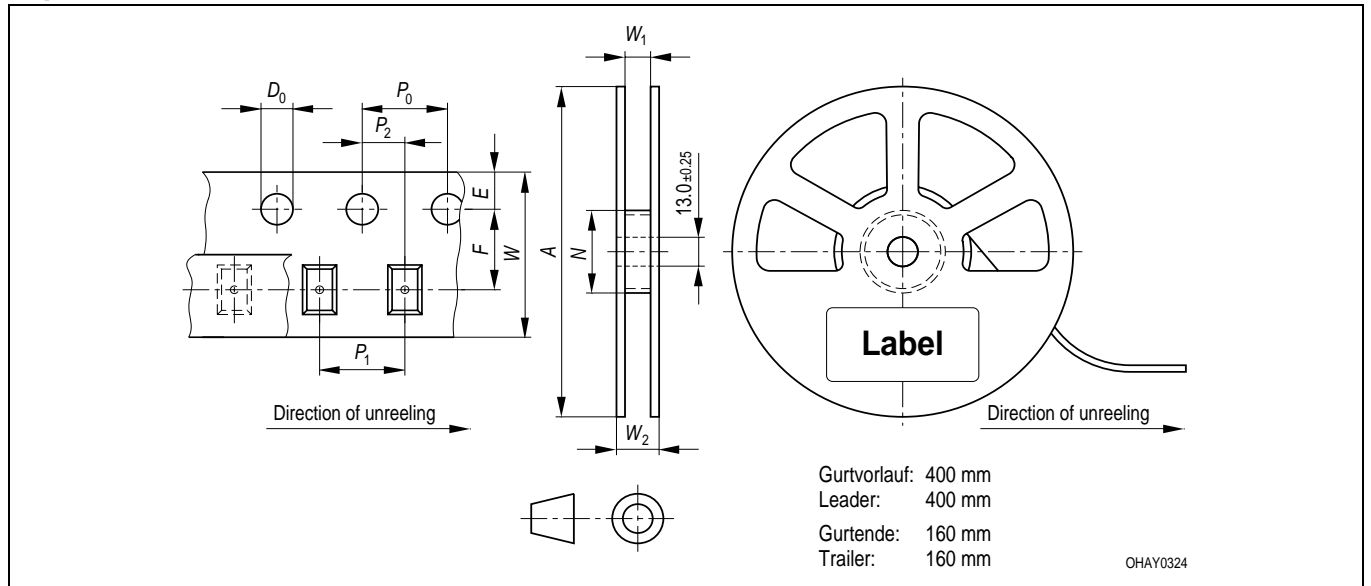 W1
D0
P0
P2
E
13.0 ±0.25
F
W
A
N
Label
P1
Direction of unreeling
Direction of unreeling
W2
Gurtvorlauf: 400 mm
Leader: 400 mm
Gurtende: 160 mm
Trailer: 160 mm
OHAY0324